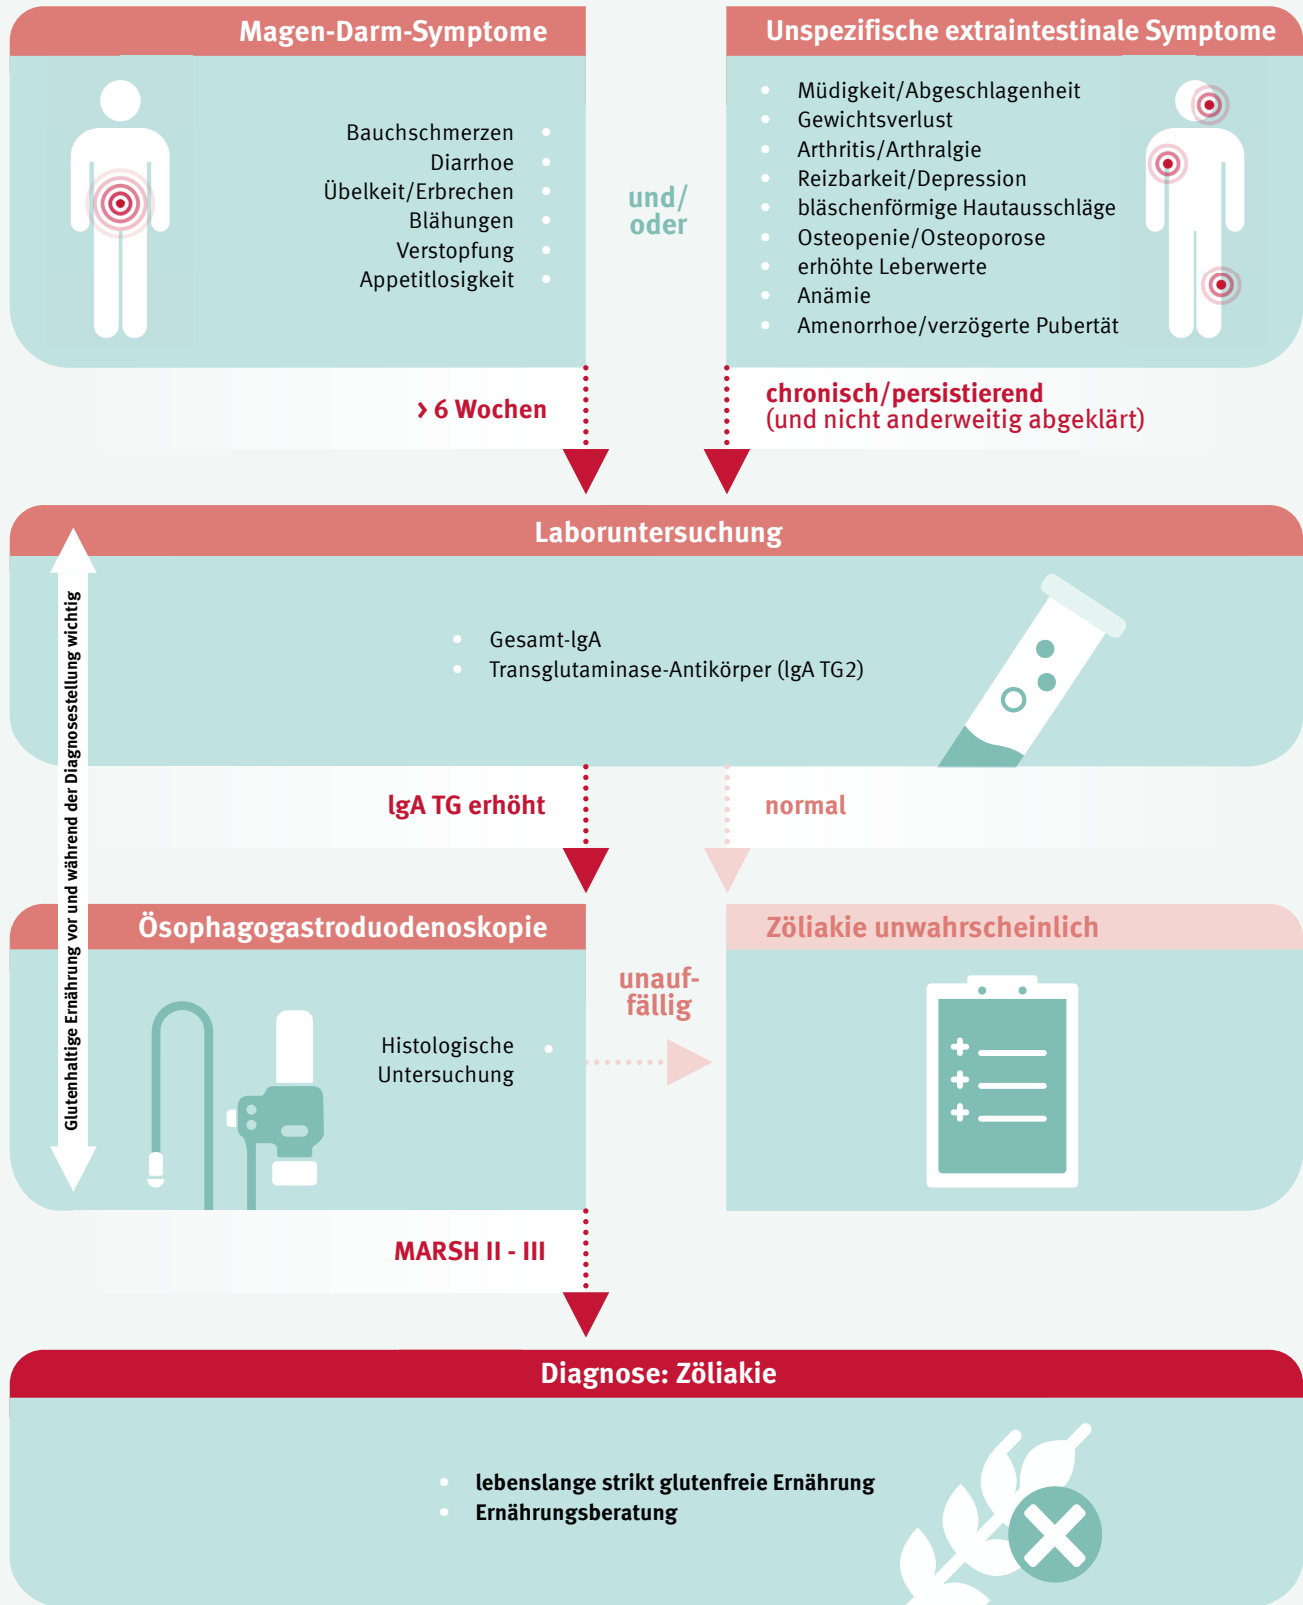 Magen-Darm-Symptome
Bauchschmerzen
Diarrhoe
Übelkeit/Erbrechen
Blähungen
Verstopfung
Appetitlosigkeit
und/
oder
Unspezifische extraintestinale Symptome
Müdigkeit/Abgeschlagenheit
Gewichtsverlust
Arthritis/Arthralgie
Reizbarkeit/Depression
bläschenförmige Hautausschläge
Osteopenie/Osteoporose
erhöhte Leberwerte
Anämie
Amenorrhoe/verzögerte Pubertät
> 6 Wochen
chronisch/persistierend
(und nicht anderweitig abgeklärt)
Laboruntersuchung
Glutenhaltige Ernährung vor und während der Diagnosestellung wichtig
Gesamt-lgA
Transglutaminase-Antikörper (lgA TG2)
lgA TG erhöht
normal
Ösophagogastroduodenoskopie
Histologische
Untersuchung
unauf-
fällig
Zöliakie unwahrscheinlich
MARSH II - III
Diagnose: Zöliakie
lebenslange strikt glutenfreie Ernährung
Ernährungsberatung